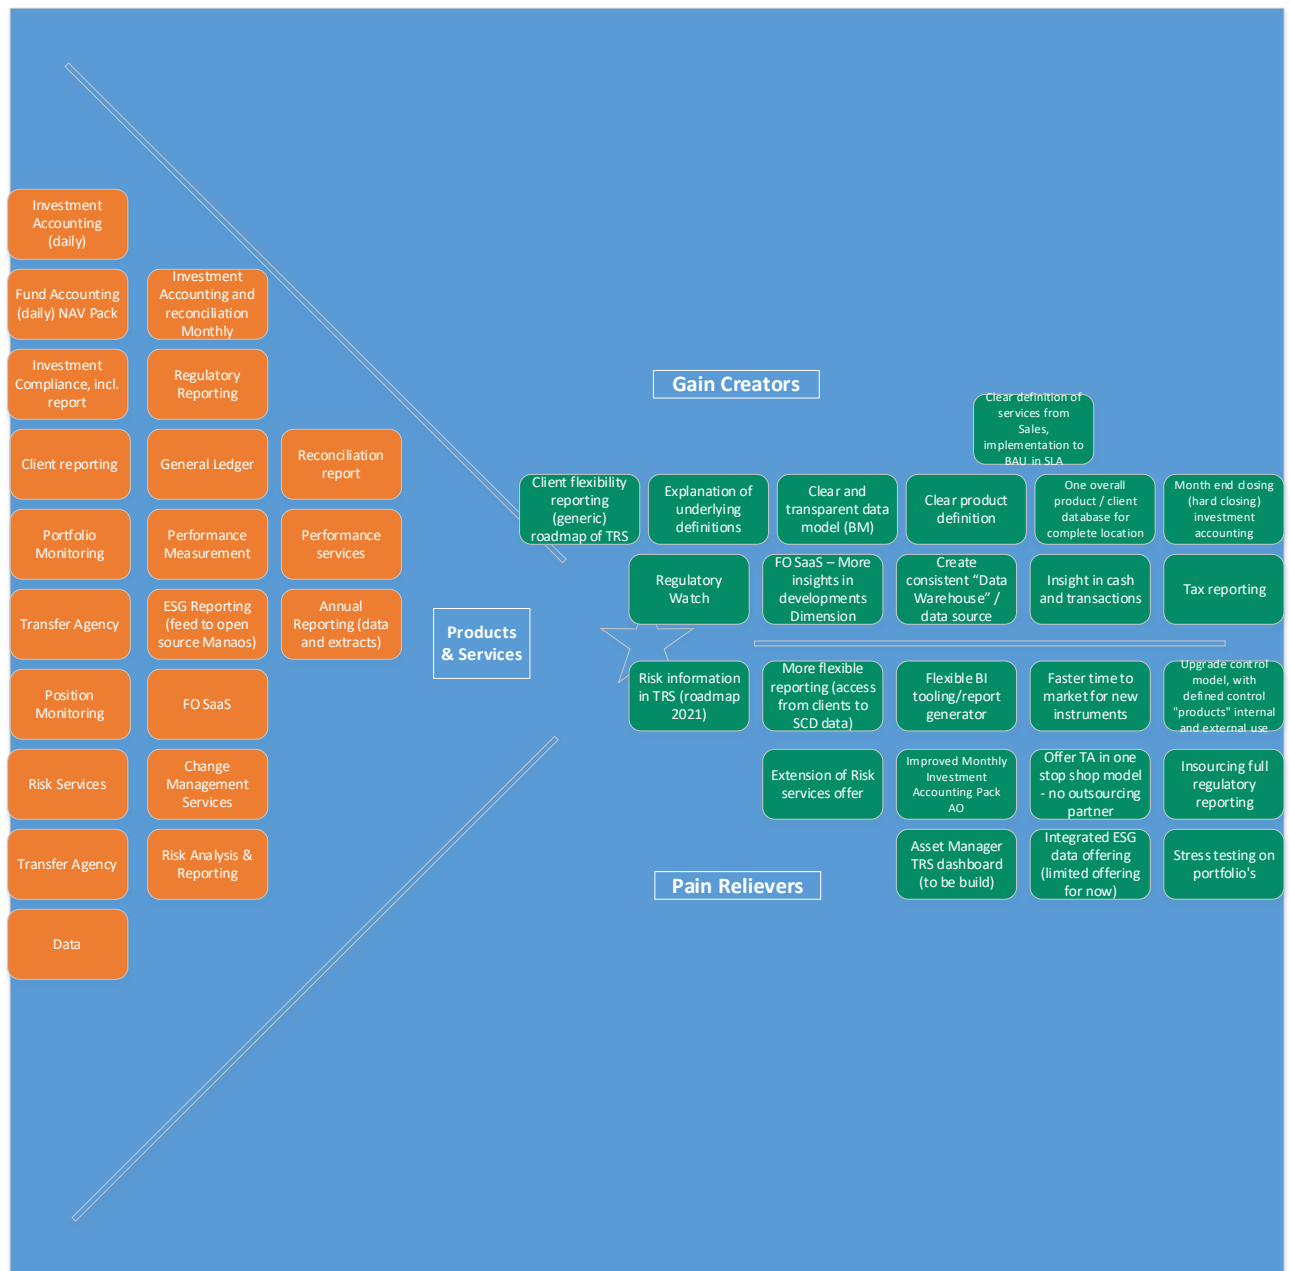 Investment
Accounting
(daily)
Fund Accounting
(daily) NAV Pack
Investment
Accounting and
reconciliation
Monthly
Investment
Compliance, incl.
report
Regulatory
Reporting
Client reporting
General Ledger
Reconciliation
report
Portfolio
Monitoring
Performance
Measurement
Performance
services
Transfer Agency
ESG Reporting
(feed to open
source Manaos)
Annual
Reporting (data
and extracts)
Position
Monitoring
FO SaaS
Risk Services
Change
Management
Services
Transfer Agency
Risk Analysis &
Reporting
Data
Products
& Services
Gain Creators
Clear definition of
services from
Sales,
implementation to
BAU in SLA
Client flexibility
reporting
(generic)
roadmap of TRS
Explanation of
underlying
definitions
Clear and
transparent data
model (BM)
Clear product
definition
One overall
product / client
database for
complete location
Month end closing
(hard closing)
investment
accounting
Regulatory
Watch
FO SaaS – More
insights in
developments
Dimension
Create
consistent “Data
Warehouse” /
data source
Insight in cash
and transactions
Tax reporting
Risk information
in TRS (roadmap
2021)
More flexible
reporting (access
from clients to
SCD data)
Flexible BI
tooling/report
generator
Faster time to
market for new
instruments
Upgrade control
model, with
defined control
"products" internal
and external use
Extension of Risk
services offer
Improved Monthly
Investment
Accounting Pack
AO
Offer TA in one
stop shop model
- no outsourcing
partner
Insourcing full
regulatory
reporting
Asset Manager
TRS dashboard
(to be build)
Integrated ESG
data offering
(limited offering
for now)
Stress testing on
portfolio's
Pain Relievers